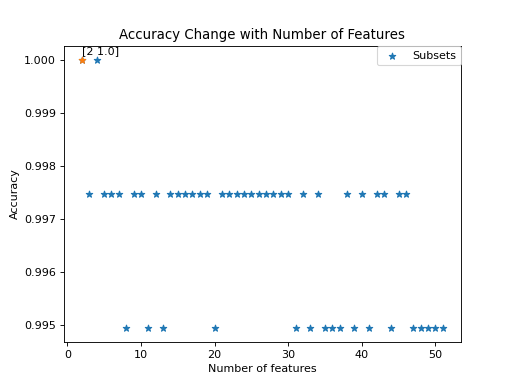 Accuracy Change with Number of Features
[2 1.0]
Subsets
1.000
0.999
0.998
0.997
0.996
0.995
Accuracy
0 10 20 30 40 50
Number of features